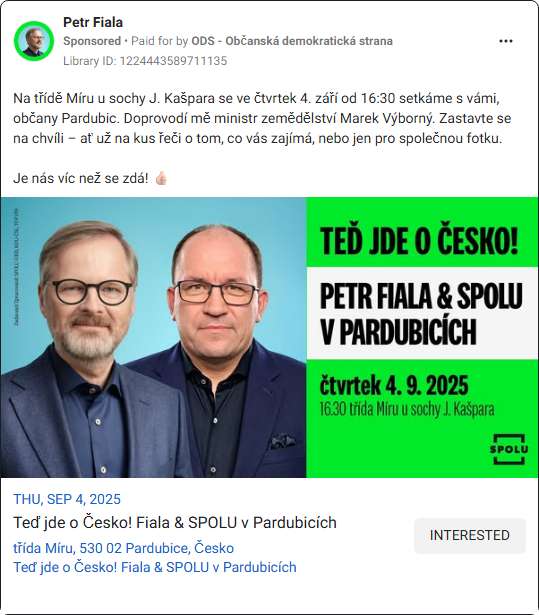 Petr Fiala
Sponsored • Paid for by ODS - Občanská demokratická strana
Library ID: 1224443589711135
Na třídě Míru u sochy J. Kašpara se ve čtvrtek 4. září od 16:30 setkáme s vámi,
občany Pardubic. Doprovodí mě ministr zemědělství Marek Výborný. Zastavte se
na chvíli – ať už na kus řeči o tom, co vás zajímá, nebo jen pro společnou fotku.
Je nás víc než se zdá! 👍🏻
TEĎ JDE O ČESKO!
PETR FIALA & SPOLU
V PARDUBICÍCH
čtvrtek 4. 9. 2025
16.30 třída Míru u sochy J. Kašpara
SPOLU
THU, SEP 4, 2025
Teď jde o Česko! Fiala & SPOLU v Pardubicích
třída Míru, 530 02 Pardubice, Česko
Teď jde o Česko! Fiala & SPOLU v Pardubicích
INTERESTED